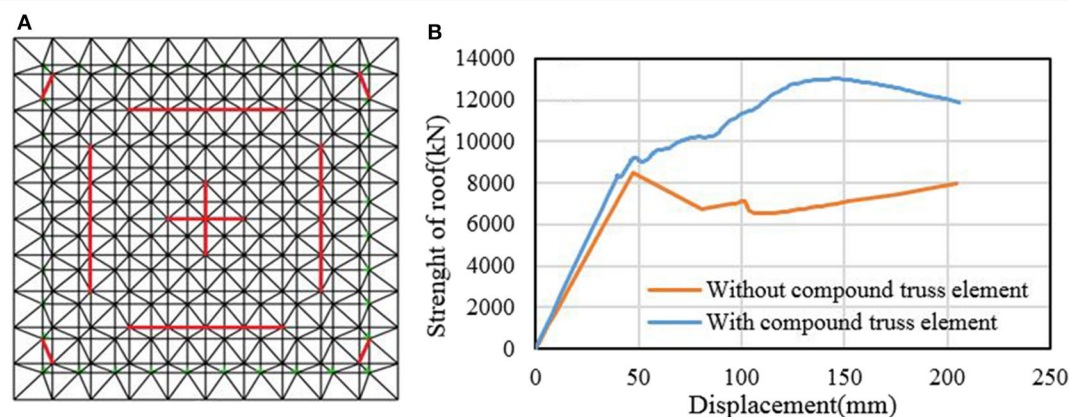 A
B
Strenght of roof(kN)
14000
12000
10000
8000
6000
4000
2000
0
Without compound truss element
With compound truss element
0 50 100 150 200 250
Displacement(mm)